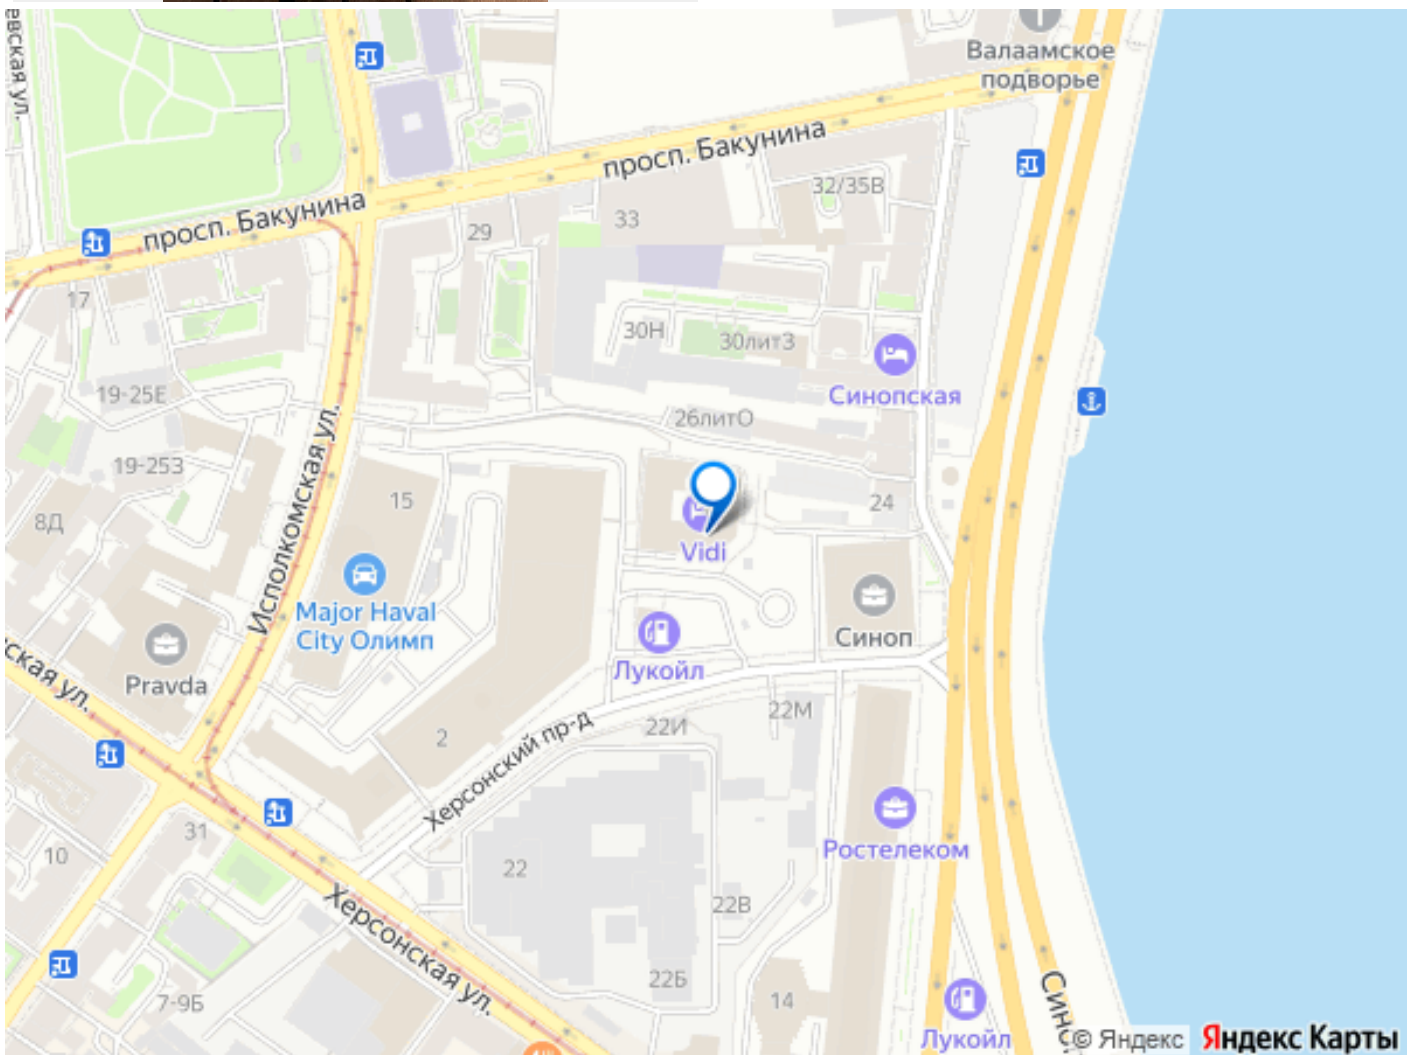 Валаамское
подворье
евская ул.
просп. Бакунина
32/35В
просп. Бакунина
33
29
17
30Н
30лит3
Синопская
19-25Е
26литО
19-253
15
24
8Д
Vidi
Исполкомская ул.
Major Haval
City Олимп
Синоп
Pravda
Лукойл
ская ул.
22М
22И
2
Херсонский пр-д
31
10
22
Ростелеком
22В
Херсонская ул.
22Б
7-9Б
14
Лукойл
Сино
© Яндекс Яндекс Карты